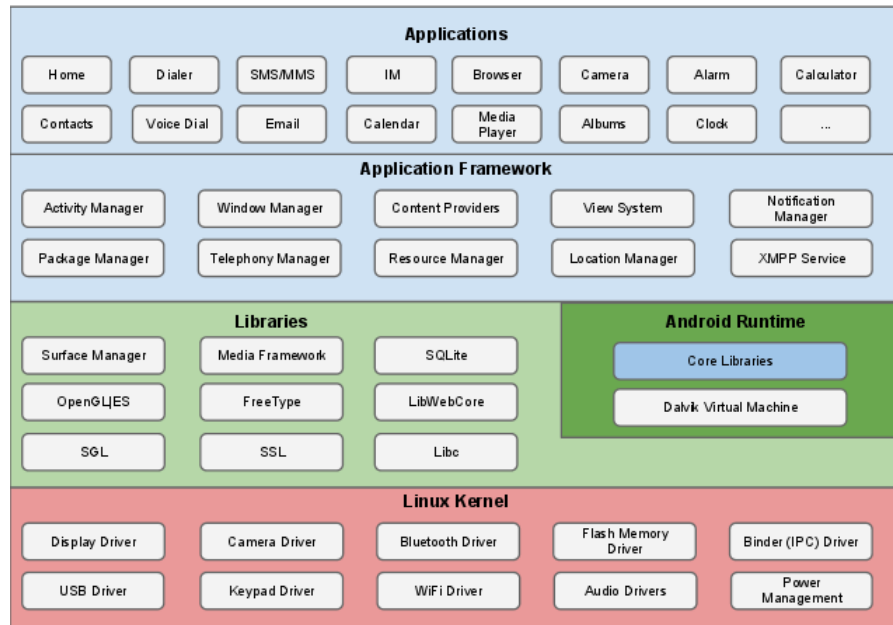 Applications
Home Dialer SMS/MMS IM Browser Camera Alarm Calculator
Contacts Voice Dial Email Calendar Media Player Albums Clock ...
Application Framework
Activity Manager Window Manager Content Providers View System Notification Manager
Package Manager Telephony Manager Resource Manager Location Manager XMPP Service
Libraries
Surface Manager Media Framework SQLite
OpenGL|ES FreeType LibWebCore
SGL SSL Libc
Android Runtime
Core Libraries
Dalvik Virtual Machine
Linux Kernel
Display Driver Camera Driver Bluetooth Driver Flash Memory Driver Binder (IPC) Driver
USB Driver Keypad Driver WiFi Driver Audio Drivers Power Management